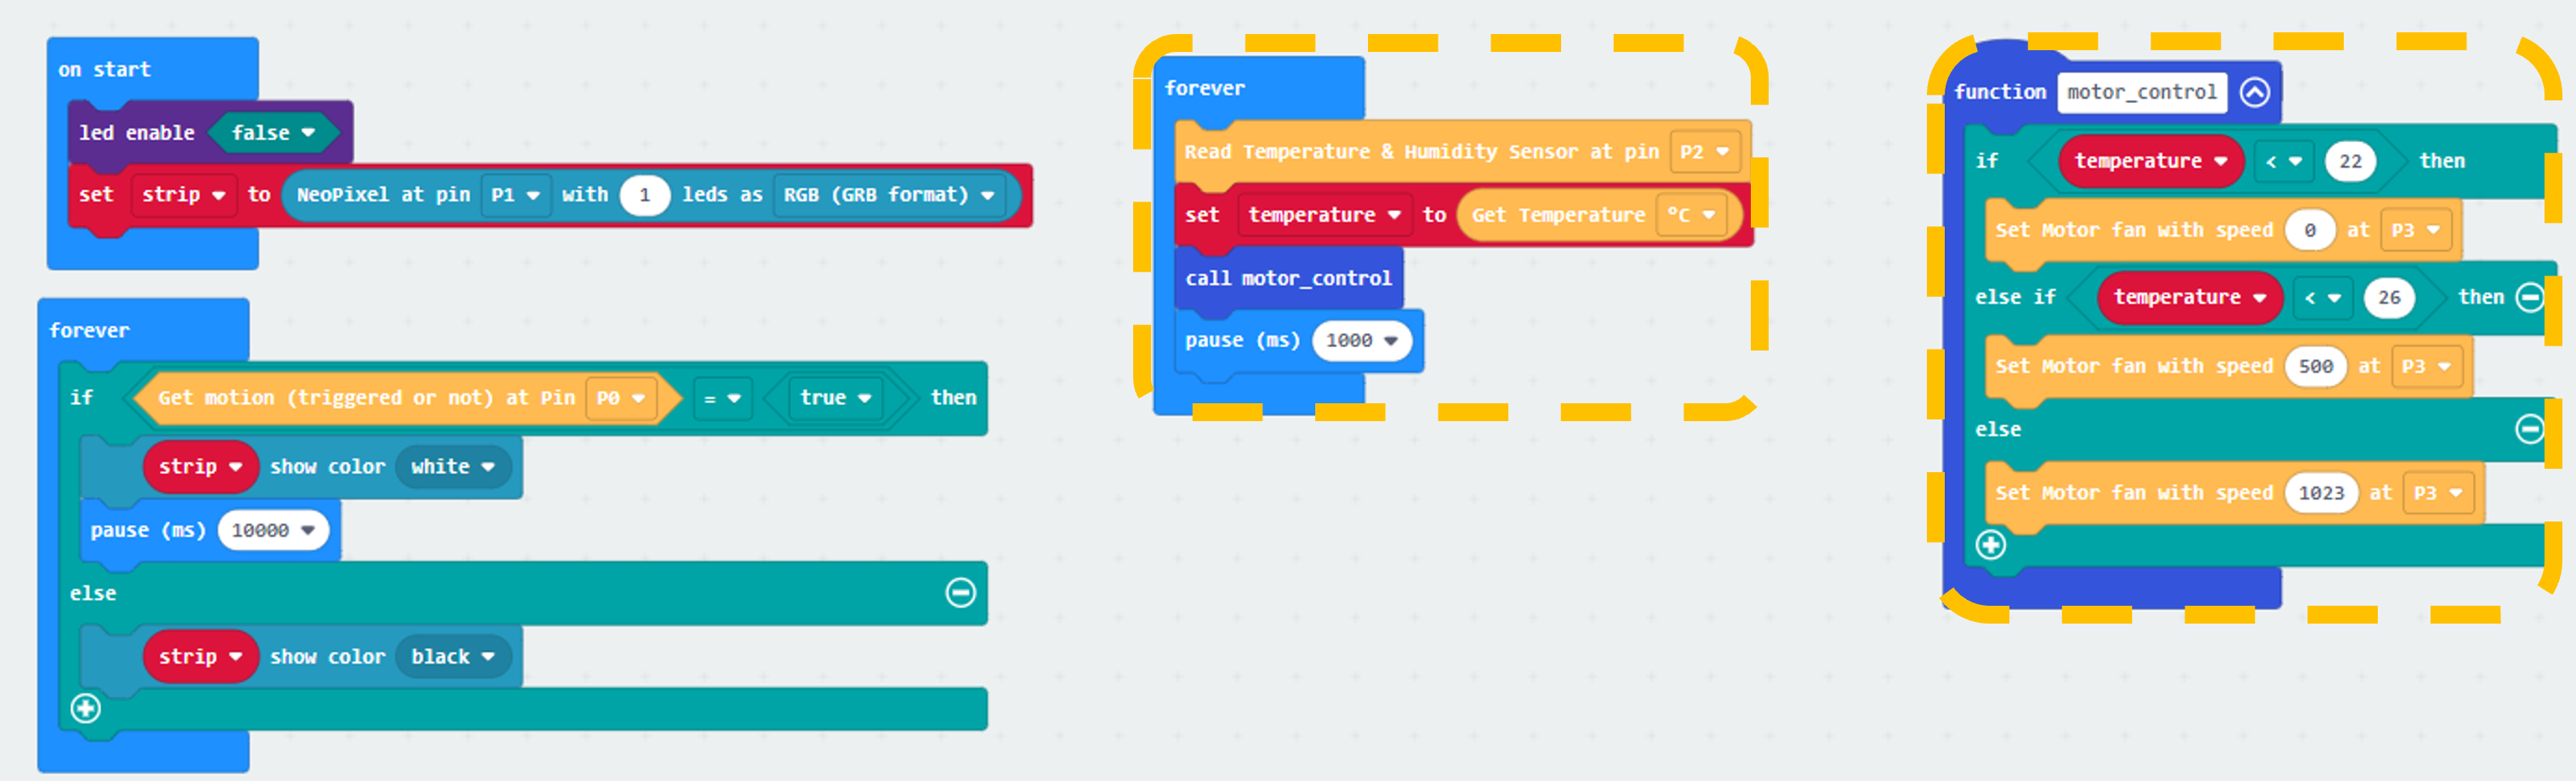 on start
led enable false
set strip to NeoPixel at pin P1 with 1 leds as RGB (GRB format)
forever
if Get motion (triggered or not) at Pin P0 = true then
strip show color white
pause (ms) 10000
else
strip show color black
forever
Read Temperature & Humidity Sensor at pin P2
set temperature to Get Temperature ºC
call motor_control
pause (ms) 1000
function motor_control
if temperature < 22 then
Set Motor fan with speed 0 at P3
else if temperature < 26 then
Set Motor fan with speed 500 at P3
else
Set Motor fan with speed 1023 at P3